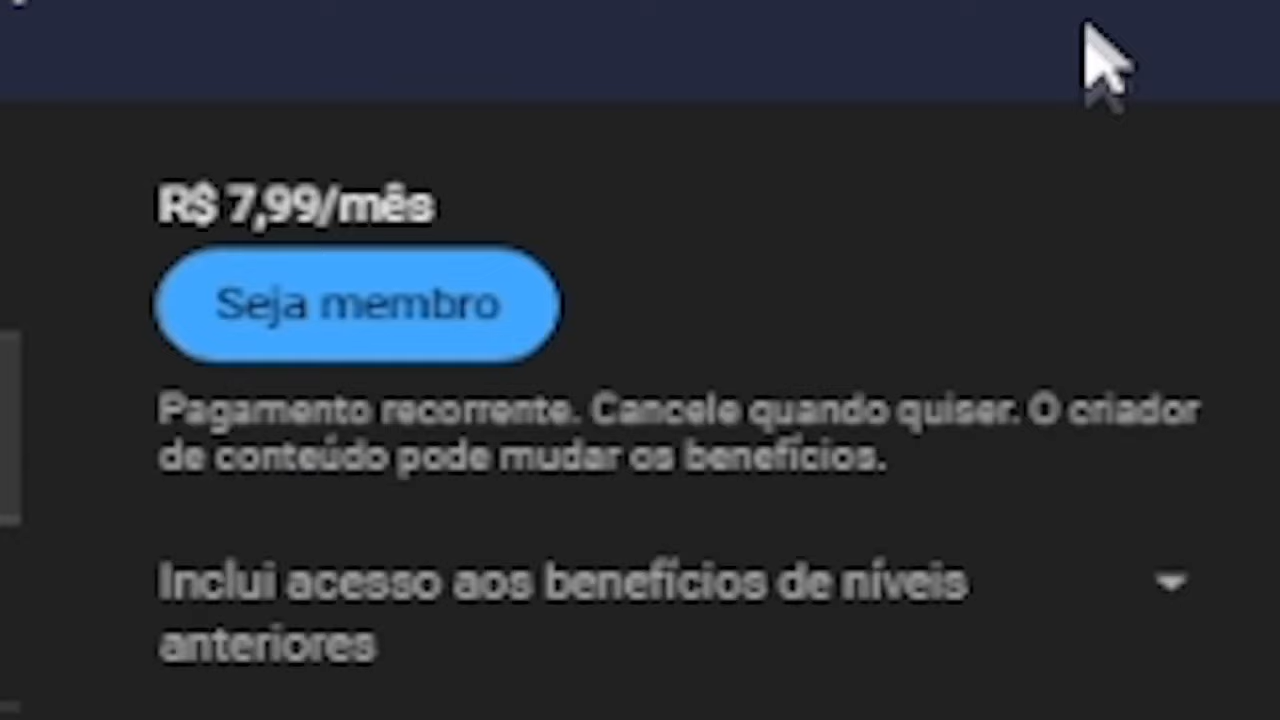 R$ 7,99/mês
Seja membro
Pagamento recorrente. Cancele quando quiser. O criador
de conteúdo pode mudar os benefícios.
Inclui acesso aos benefícios de níveis
anteriores